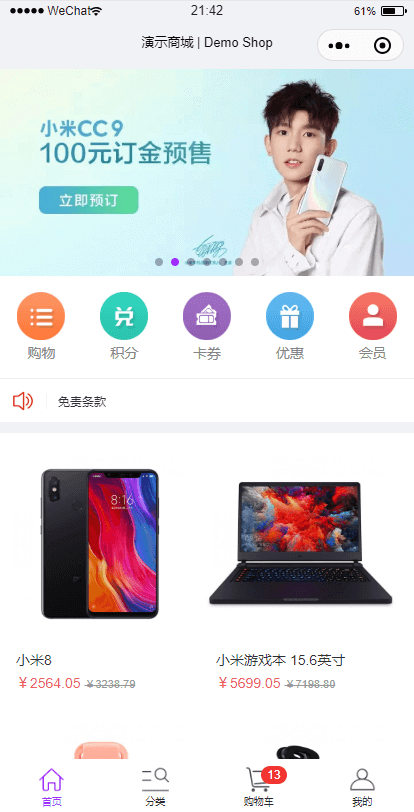 WeChat
21:42
61%
演示商城 | Demo Shop
小米CC9
100元订金预售
立即预订
购物
兑
积分
卡券
优惠
会员
免责条款
8:16
小米8
小米游戏本 15.6英寸
￥2564.05 ￥3238.79
￥5699.05 ￥7198.80
首页
分类
13
购物车
我的